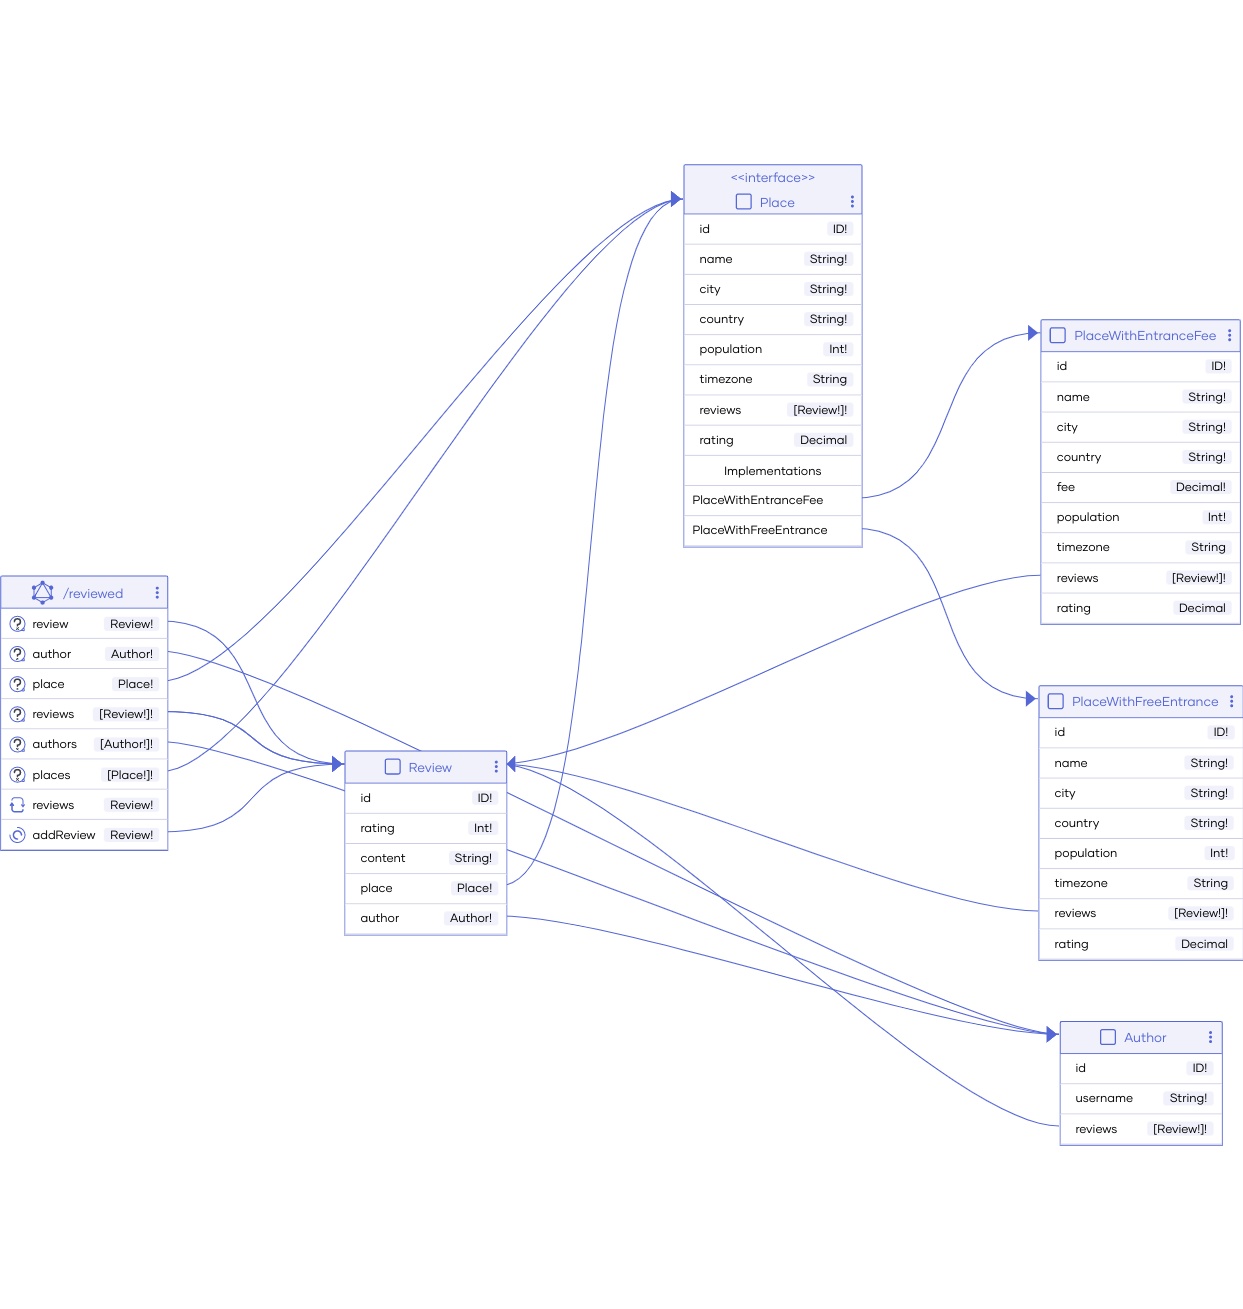 <<interface>>
Place
id ID!
name String!
city String!
country String!
population Int!
timezone String
reviews [Review!]!
rating Decimal
Implementations
PlaceWithEntranceFee
PlaceWithFreeEntrance
PlaceWithEntranceFee
id ID!
name String!
city String!
country String!
fee Decimal!
population Int!
timezone String
reviews [Review!]!
rating Decimal
/reviewed
review Review!
author Author!
place Place!
reviews [Review!]!
authors [Author!]!
places [Place!]!
reviews Review!
addReview Review!
Review
id ID!
rating Int!
content String!
place Place!
author Author!
PlaceWithFreeEntrance
id ID!
name String!
city String!
country String!
population Int!
timezone String
reviews [Review!]!
rating Decimal
Author
id ID!
username String!
reviews [Review!]!